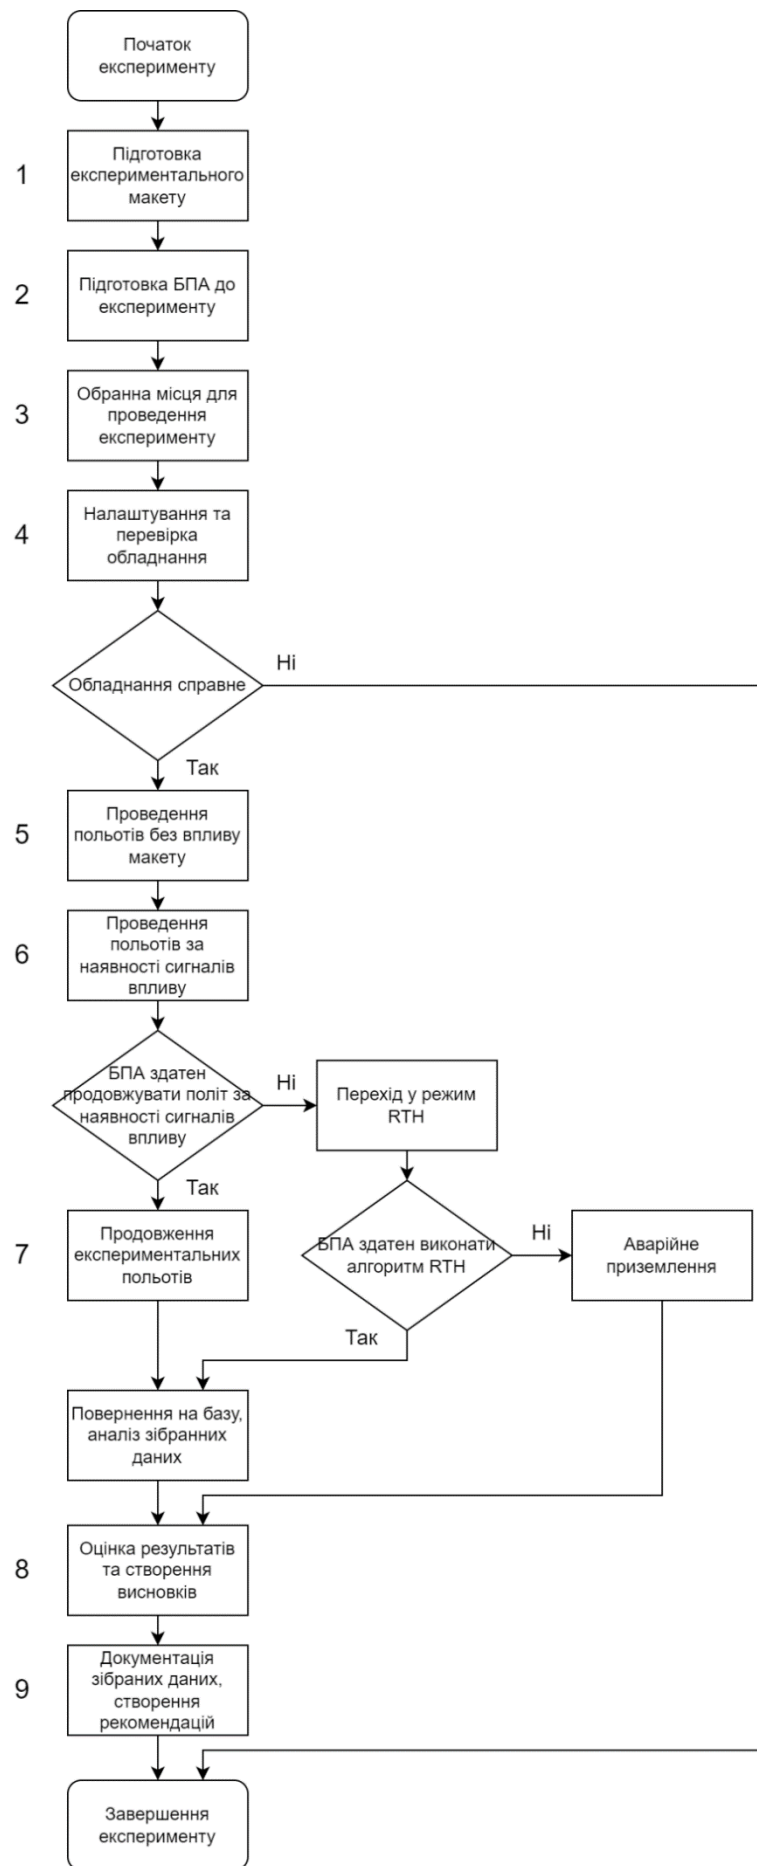 Початок
експерименту
1
Підготовка
експериментального
макету
2
Підготовка БПА до
експерименту
3
Обранна місця для
проведення
експерименту
4
Налаштування та
перевірка
обладнання
Обладнання справне
Ні
Так
5
Проведення
польотів без впливу
макету
6
Проведення
польотів за
наявності сигналів
впливу
БПА здатен
продовжувати політ за
наявності сигналів
впливу
Ні
Перехід у режим
RTH
Так
7
Продовження
експериментальних
польотів
БПА здатен виконати
алгоритм RTH
Ні
Аварійне
приземлення
Так
Повернення на базу,
аналіз зібранних
даних
8
Оцінка результатів
та створення
висновків
9
Документація
зібраних даних,
створення
рекомендацій
Завершення
експерименту